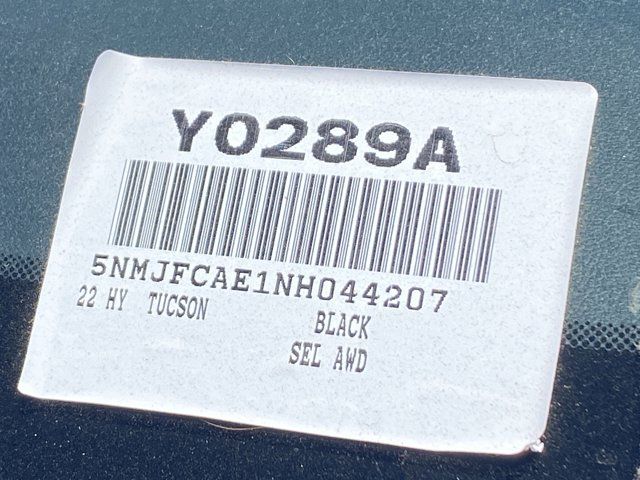 Y0289A
5NMJFCAE1NH044207
22 HY TUCSON
BLACK
SEL AWD